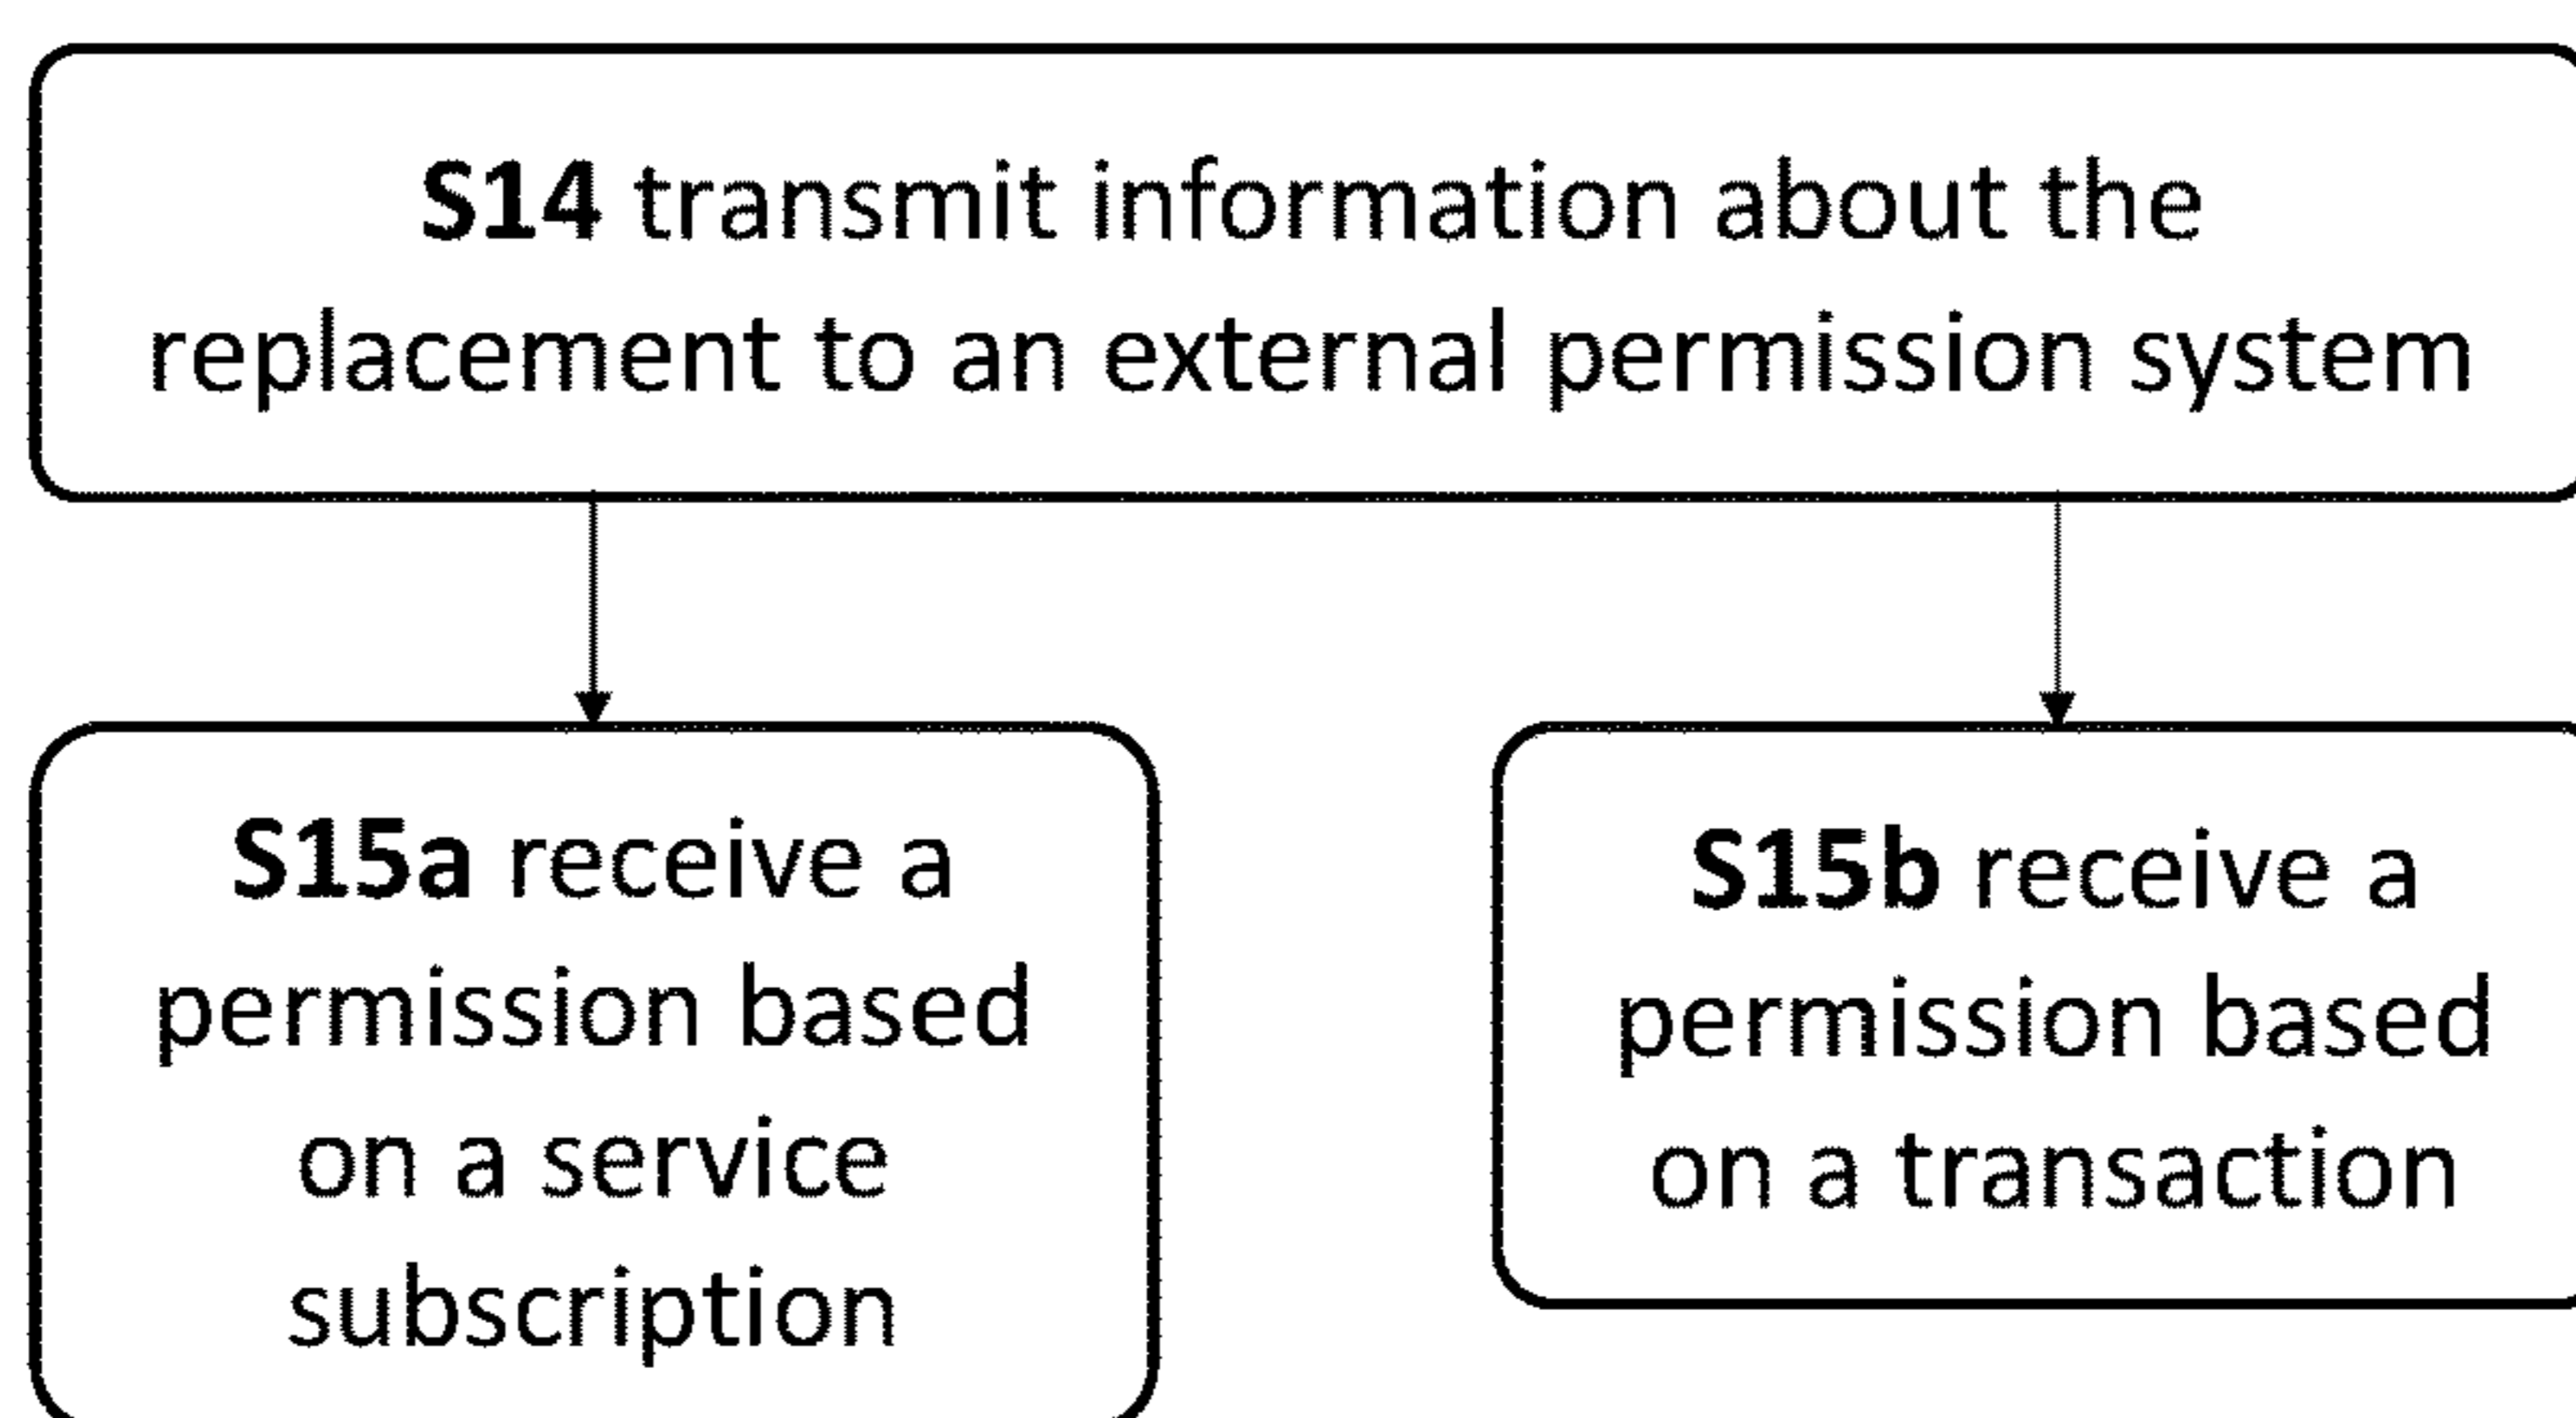 S14 transmit information about the
replacement to an external permission system
S15a receive a
permission based
on a service
subscription
S15b receive a
permission based
on a transaction